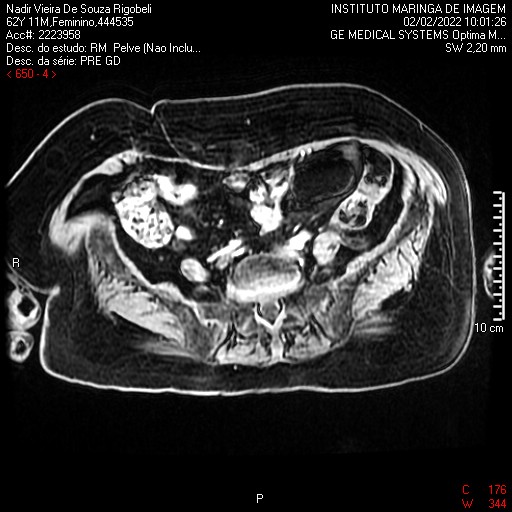 Nadir Vieira De Souza Rigobeli
62Y 11M,Feminino,444535
Acc#: 2223958
Desc. do estudo: RM Pelve (Nao Inclu...
Desc. da série: PRE GD
< 650 - 4 >
INSTITUTO MARINGA DE IMAGEM
02/02/2022 10:01:26
GE MEDICAL SYSTEMS Optima M...
SW 2,20 mm
R
10 cm
P
C 176
W 344